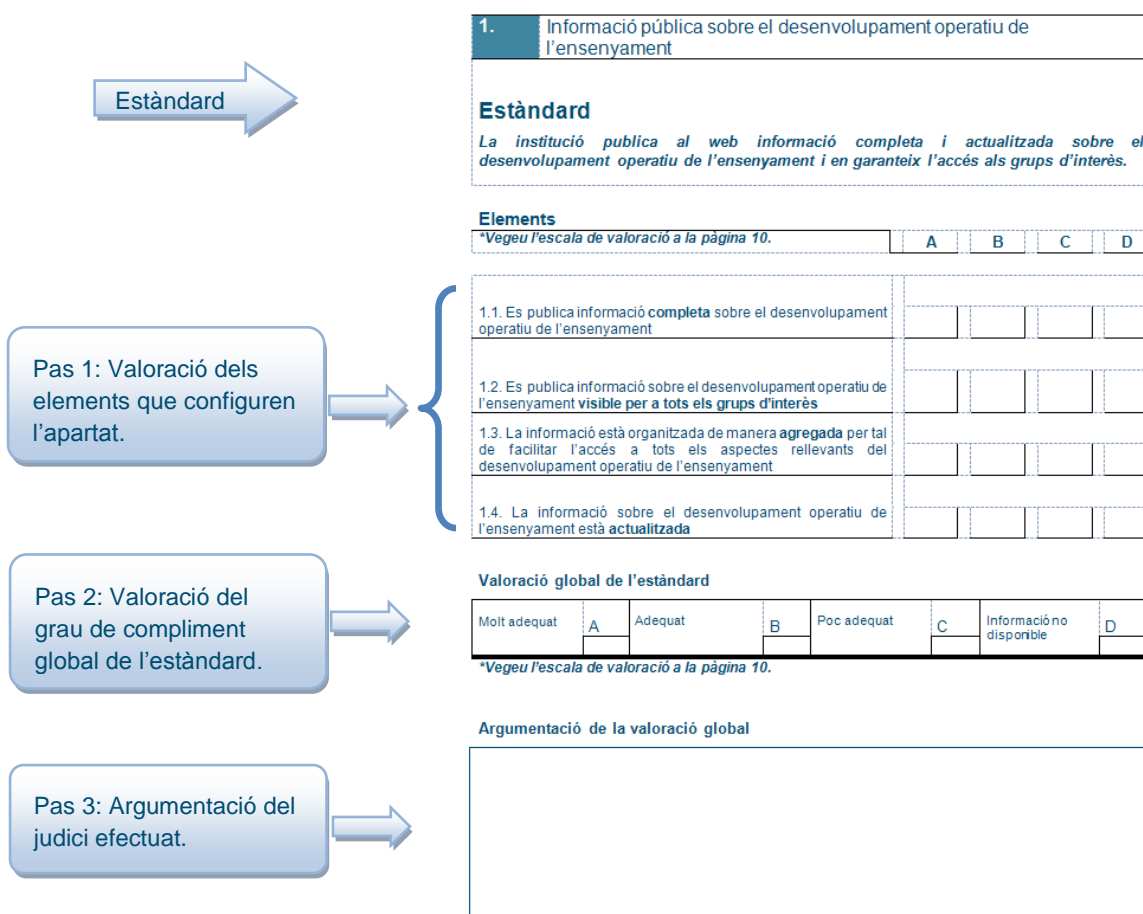 1. Informació pública sobre el desenvolupament operatiu de
l'ensenyament
Estàndard
Estàndard
La institució publica al web informació completa i actualitzada sobre el
desenvolupament operatiu de l'ensenyament i en garanteix l'accés als grups d'interès.
Elements
*Vegeu l'escala de valoració a la pàgina 10. A B C D
Pas 1: Valoració dels
elements que configuren
l'apartat.
1.1. Es publica informació completa sobre el desenvolupament
operatiu de l'ensenyament
1.2. Es publica informació sobre el desenvolupament operatiu de
l'ensenyament visible per a tots els grups d'interès
1.3. La informació està organitzada de manera agregada per tal
de facilitar l'accés a tots els aspectes rellevants del
desenvolupament operatiu de l'ensenyament
1.4. La informació sobre el desenvolupament operatiu de
l'ensenyament està actualitzada
Pas 2: Valoració del
grau de compliment
global de l'estàndard.
Valoració global de l'estàndard
Molt adequat A Adequat B Poc adequat C Informació no
disponible D
*Vegeu l'escala de valoració a la pàgina 10.
Pas 3: Argumentació del
judici efectuat.
Argumentació de la valoració global